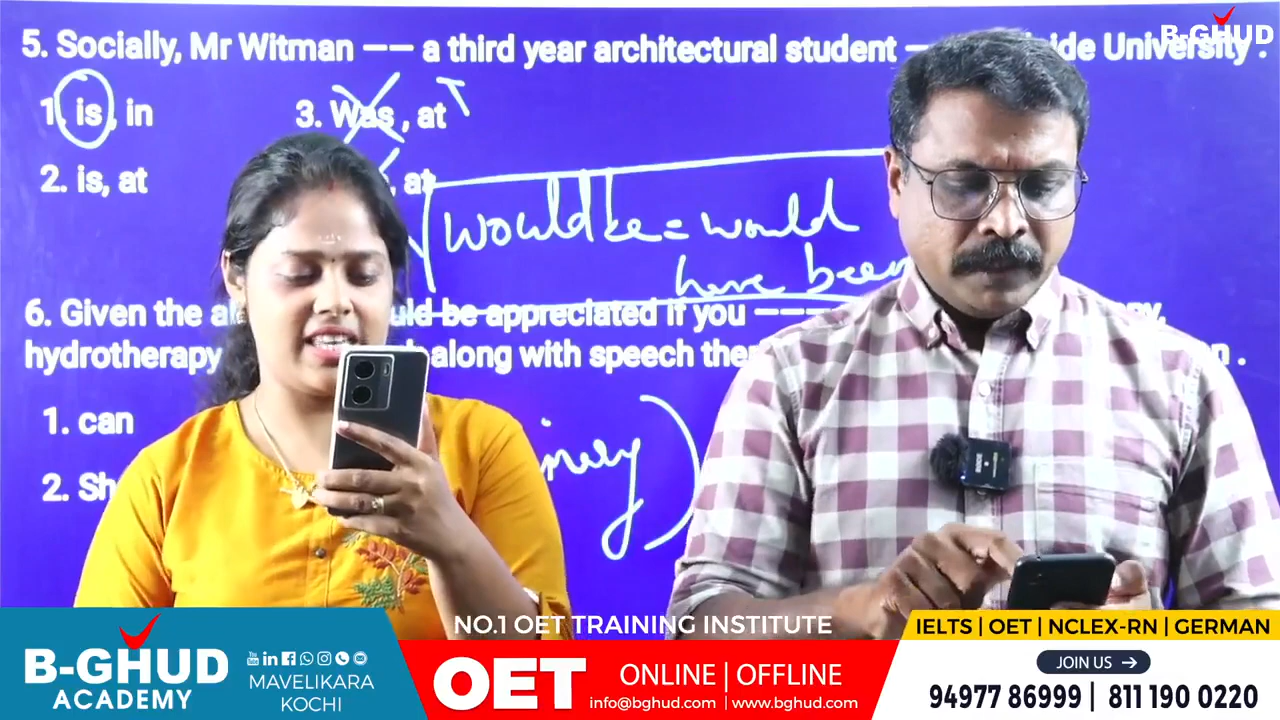 B-GHUD
5. Socially, Mr Witman —— a third year architectural student — ide University .
1. is , in
3. Was , at T
2. is, at
, at
would be = would
have been
6. Given the a uld be appreciated if you ——— y,
hydrotherapy along with speech the n .
1. can
2. Sh
NO.1 OET TRAINING INSTITUTE
IELTS | OET | NCLEX-RN | GERMAN
B-GHUD
ACADEMY
MAVELIKARA
KOCHI
OET
ONLINE | OFFLINE
info@bghud.com | www.bghud.com
JOIN US →
94977 86999 | 811 190 0220